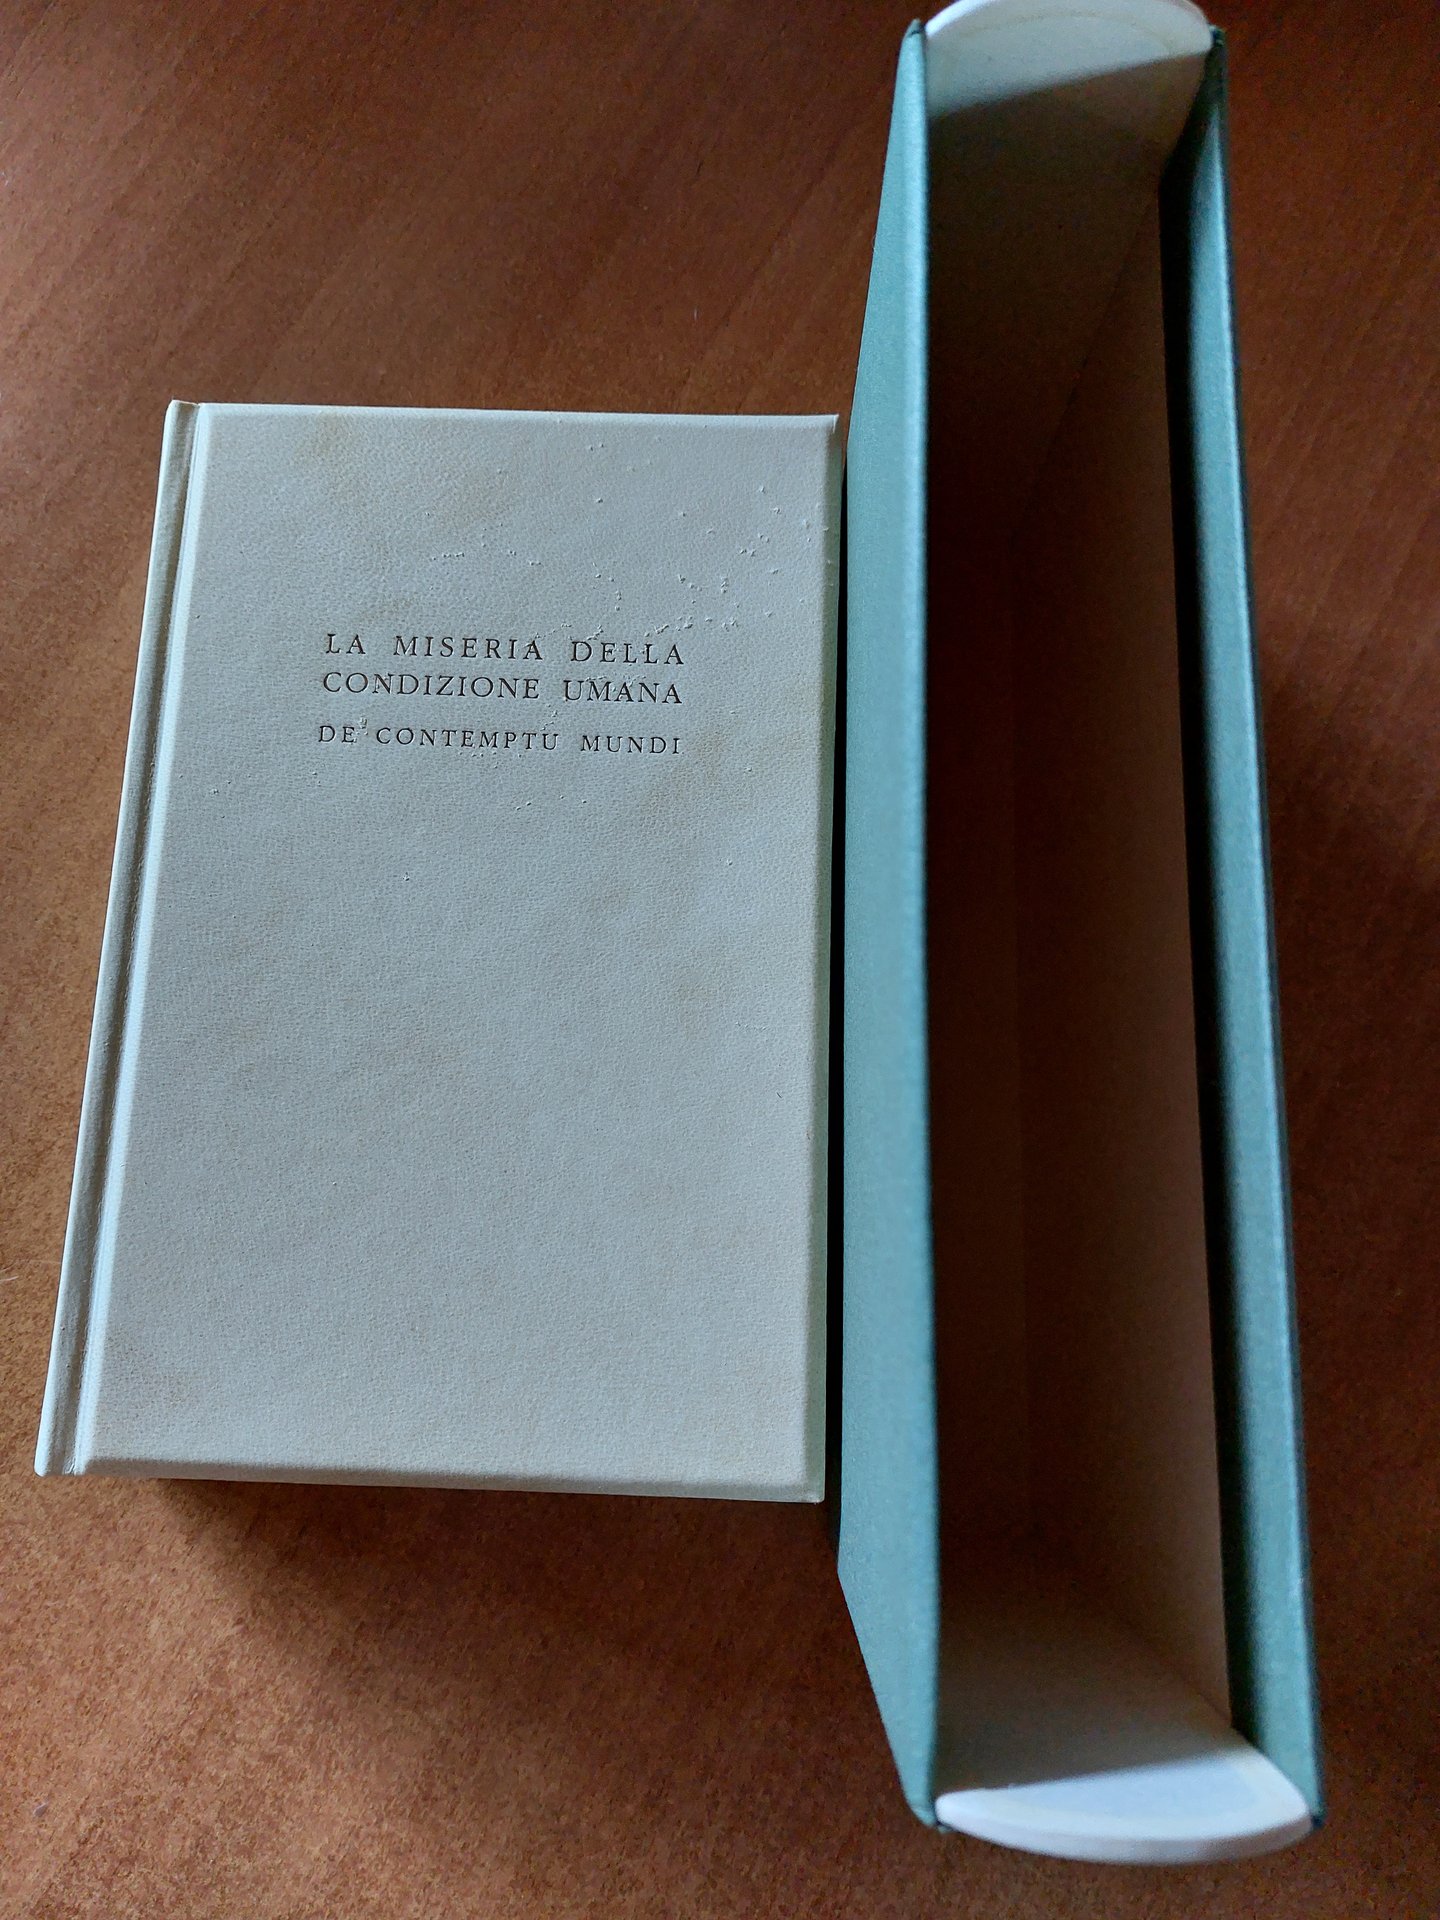 LA MISERIA DELLA
CONDIZIONE UMANA
DE CONTEMPTU MUNDI